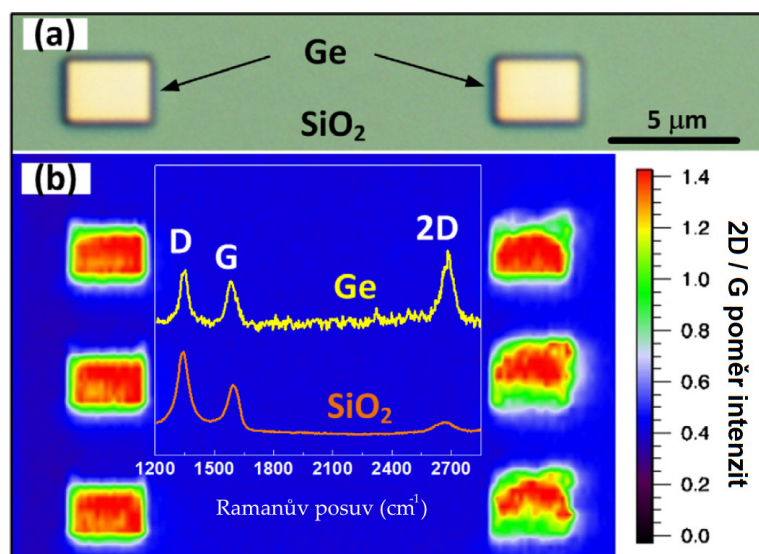 (a)
Ge
SiO₂
5 μm
(b)
D
G
2D
Ge
SiO₂
1200 1500 1800 2100 2400 2700
Ramanův posuv (cm⁻¹)
1.4
1.2
1.0
0.8
0.6
0.4
0.2
0.0
2D / G poměr intenzit